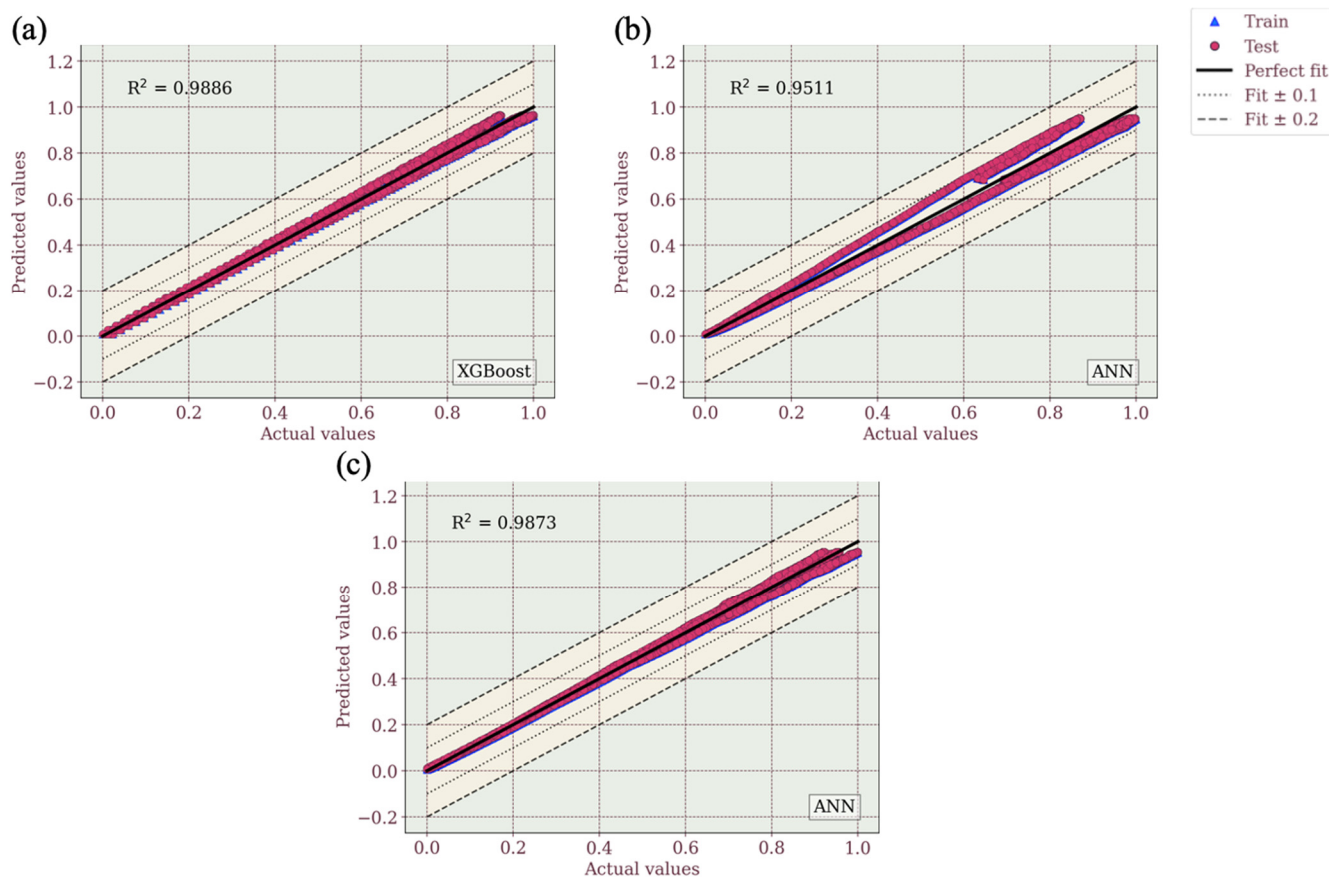 (a)
(b)
Train
Test
Perfect fit
Fit ± 0.1
Fit ± 0.2
1.2
1.0
0.8
0.6
0.4
0.2
0.0
−0.2
Predicted values
R² = 0.9886
XGBoost
0.0 0.2 0.4 0.6 0.8 1.0
Actual values
1.2
1.0
0.8
0.6
0.4
0.2
0.0
−0.2
Predicted values
R² = 0.9511
ANN
0.0 0.2 0.4 0.6 0.8 1.0
Actual values
(c)
1.2
1.0
0.8
0.6
0.4
0.2
0.0
−0.2
Predicted values
R² = 0.9873
ANN
0.0 0.2 0.4 0.6 0.8 1.0
Actual values